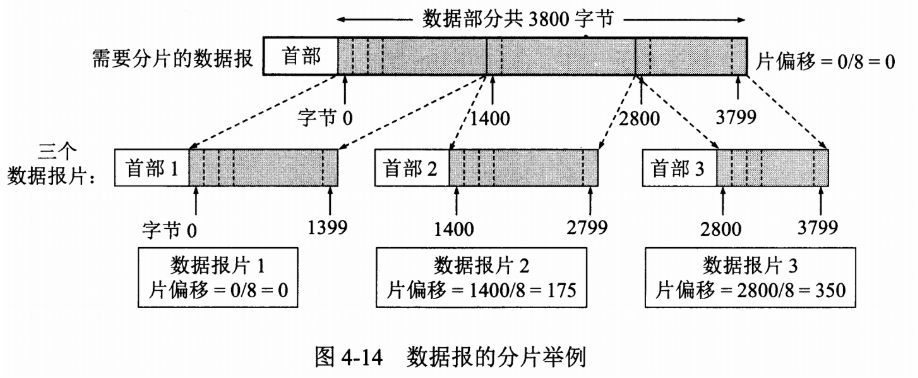 数据部分共 3800 字节
需要分片的数据报
首部
片偏移 = 0/8 = 0
字节 0
1400
2800
3799
三个
数据报片：
首部 1
首部 2
首部 3
字节 0
1399
1400
2799
2800
3799
数据报片 1
片偏移 = 0/8 = 0
数据报片 2
片偏移 = 1400/8 = 175
数据报片 3
片偏移 = 2800/8 = 350
图 4-14 数据报的分片举例